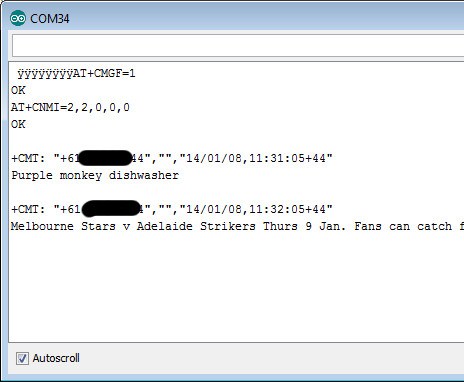 COM34
ÿÿÿÿÿÿÿÿAT+CMGF=1
OK
AT+CNMI=2,2,0,0,0
OK
+CMT: "+61 44","","14/01/08,11:31:05+44"
Purple monkey dishwasher
+CMT: "+61 4","","14/01/08,11:32:05+44"
Melbourne Stars v Adelaide Strikers Thurs 9 Jan. Fans can catch f
Autoscroll